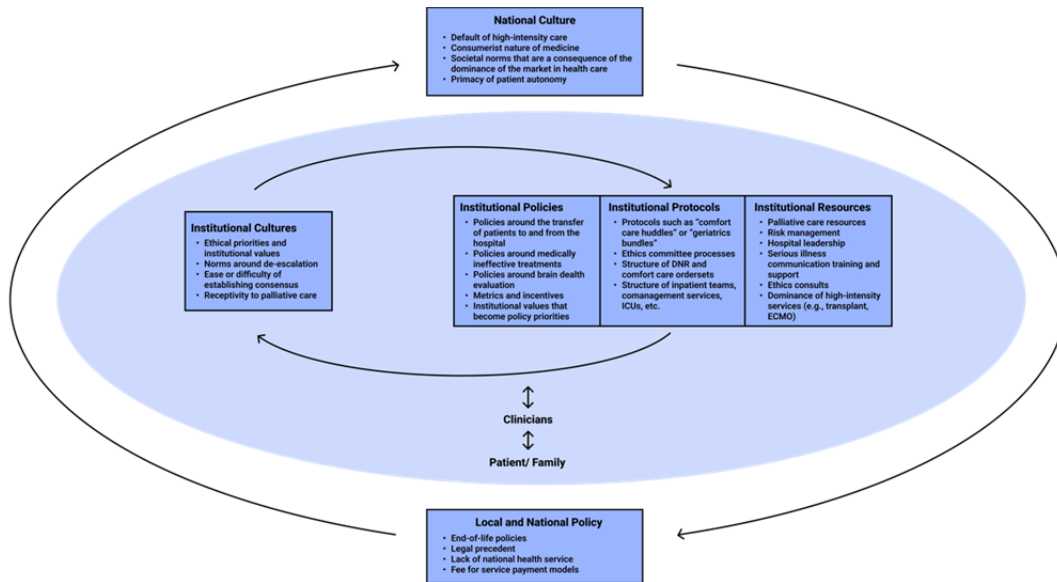 National Culture
• Default of high-intensity care
• Consumerist nature of medicine
• Societal norms that are a consequence of the
dominance of the market in health care
• Primacy of patient autonomy
Institutional Cultures
• Ethical priorities and
institutional values
• Norms around de-escalation
• Ease or difficulty of
establishing consensus
• Receptivity to palliative care
Institutional Policies
• Policies around the transfer
of patients to and from the
hospital
• Policies around medically
ineffective treatments
• Policies around brain dealth
evaluation
• Metrics and incentives
• Institutional values that
become policy priorities
Institutional Protocols
• Protocols such as "comfort
care huddles" or "geriatrics
bundles"
• Ethics committee processes
• Structure of DNR and
comfort care ordersets
• Structure of inpatient teams,
comanagement services,
ICUs, etc.
Institutional Resources
• Palliative care resources
• Risk management
• Hospital leadership
• Serious illness
communication training and
support
• Ethics consults
• Dominance of high-intensity
services (e.g., transplant,
ECMO)
Clinicians
Patient/ Family
Local and National Policy
• End-of-life policies
• Legal precedent
• Lack of national health service
• Fee for service payment models